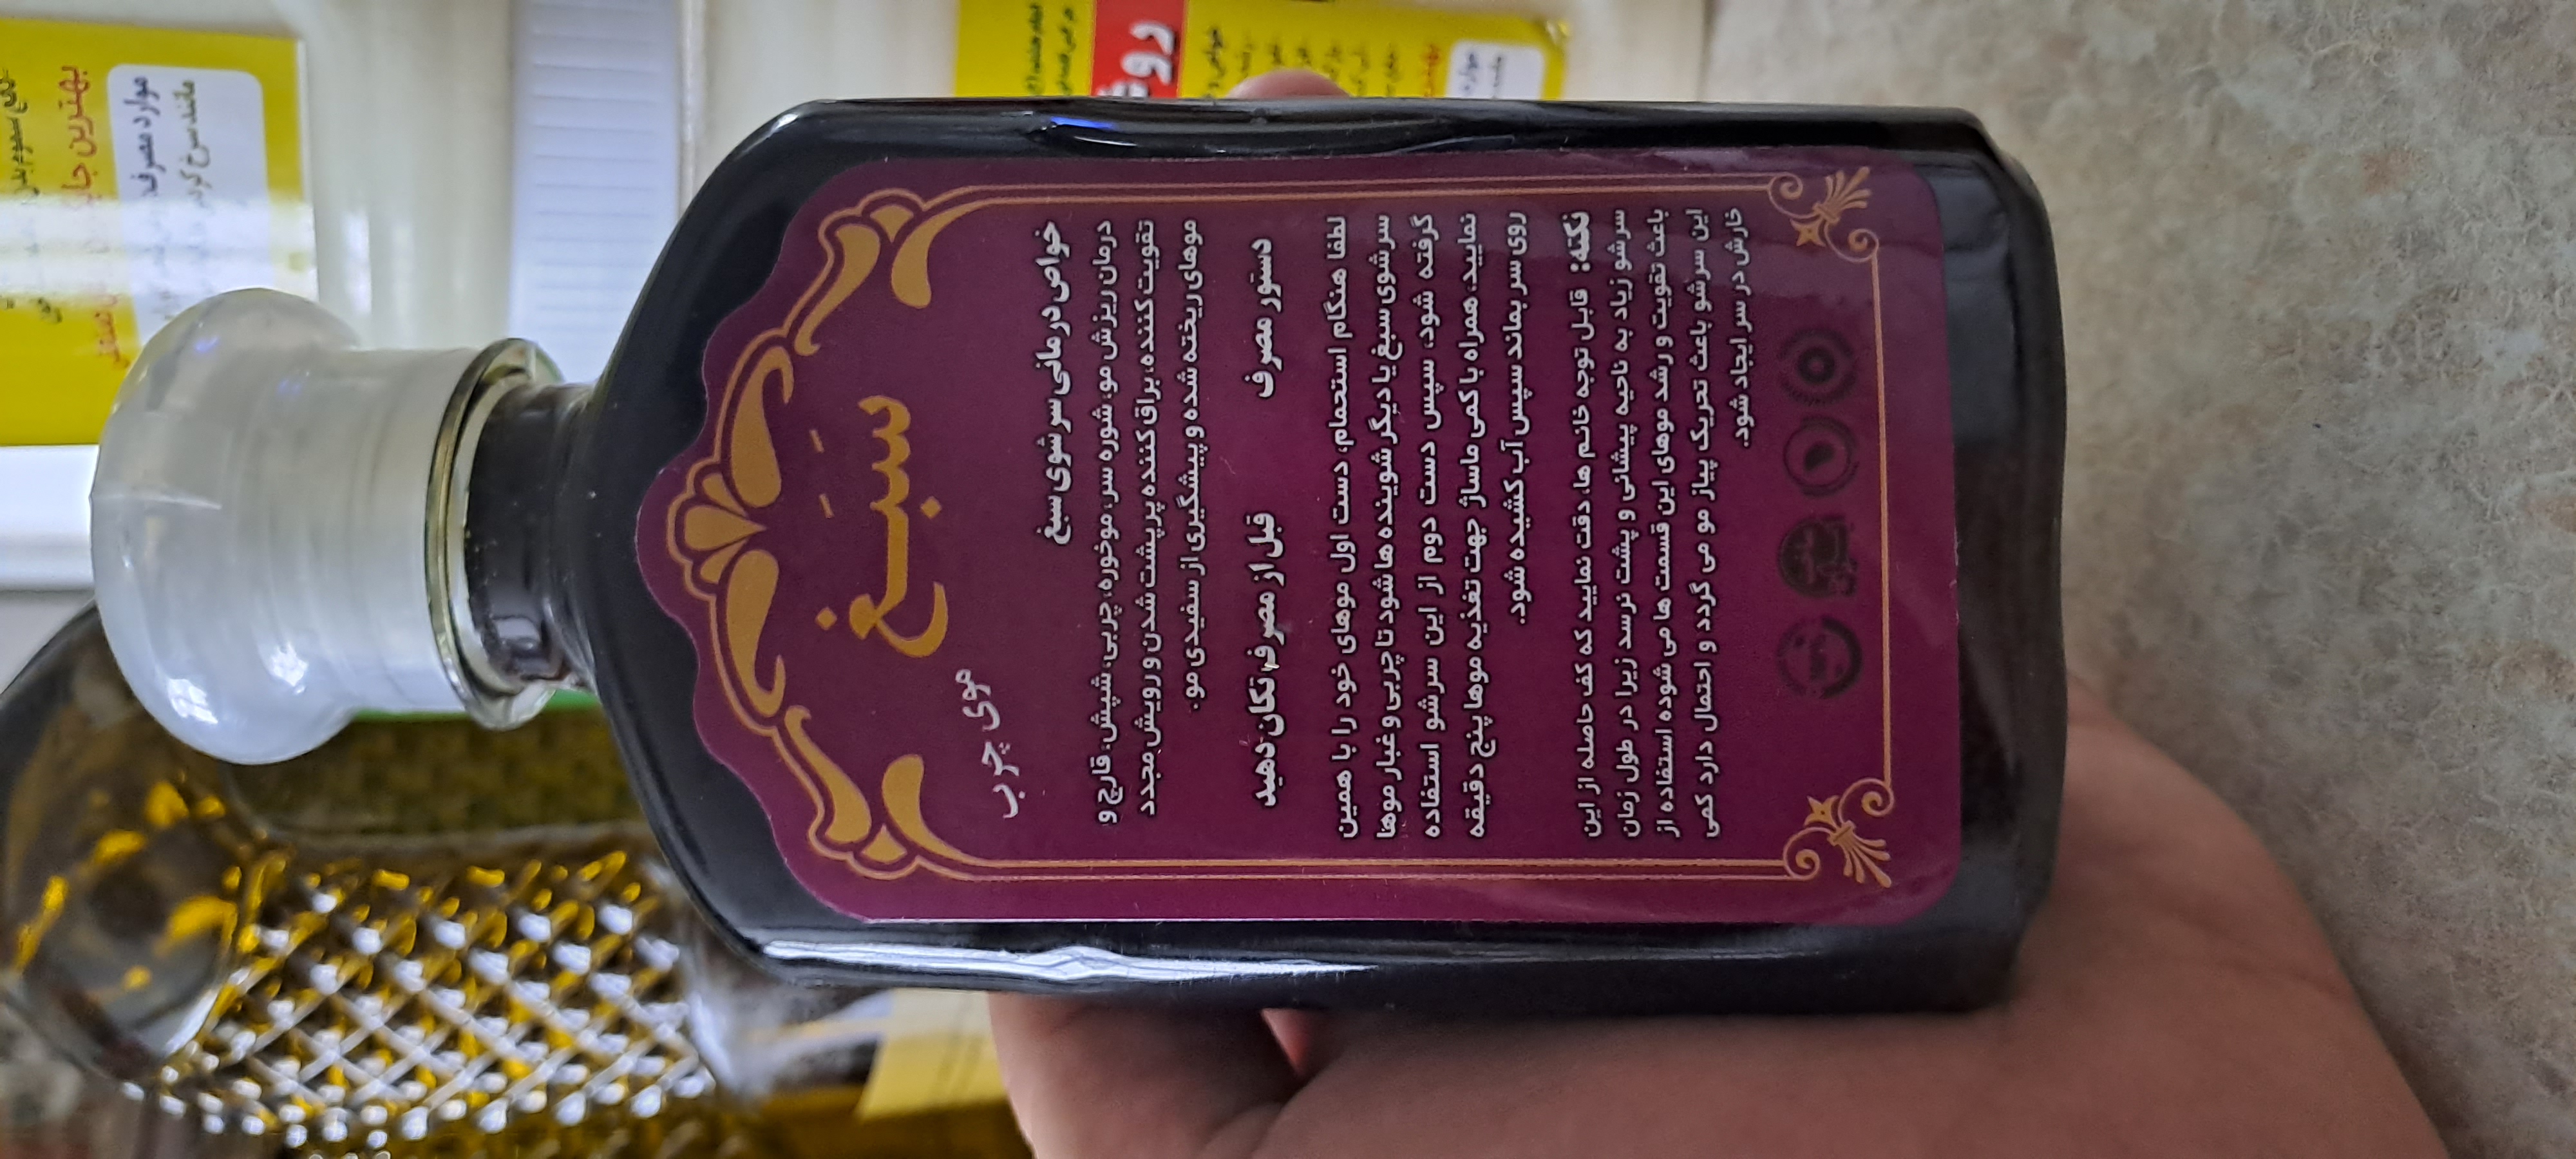 سَبَغ
موی چرب
خواص درمانی سرشوی سبغ
درمان ریزش مو، شوره سر، موخوره، چربی، شپش، قارچ و
تقویت کننده، براق کننده پرپشت شدن و رویش مجدد
موهای ریخته شده و پیشگیری از سفیدی مو.
دستور مصرف
قبل از مصرف، تکان دهید
لطفا هنگام استحمام، دست اول موهای خود را با همین
سرشوی سبغ یا دیگر شوینده ها شود تا چربی و غبار موها
گرفته شود. سپس دست دوم از این سرشو استفاده
نمایید. همراه با کمی ماساژ جهت تغذیه موها پنج دقیقه
روی سر بماند سپس آب کشیده شود.
نکته: قابل توجه خانم ها، دقت نمایید که کف حاصله از این
سرشو زیاد به ناحیه پیشانی و پشت نرسد زیرا در طول زمان
باعث تقویت و رشد موهای این قسمت ها می شوده استفاده از
این سرشو باعث تحریک پیاز مو می گردد و احتمال دارد کمی
خارش در سر ایجاد شود.
بهترین
موارد مصرف
مانند سرخ کردن
روغن